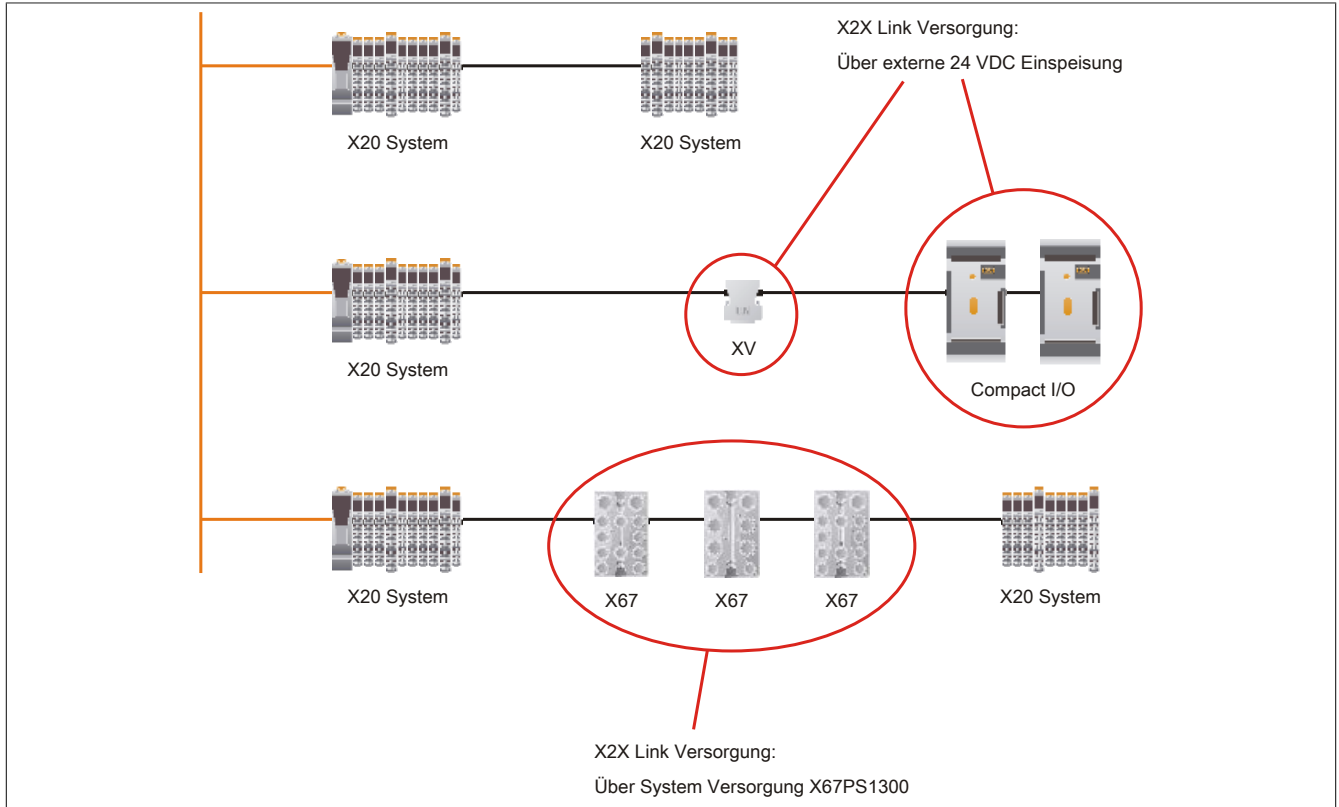 X2X Link Versorgung:
Über externe 24 VDC Einspeisung
X20 System
X20 System
XV
X20 System
Compact I/O
X20 System
X67
X67
X67
X20 System
X2X Link Versorgung:
Über System Versorgung X67PS1300